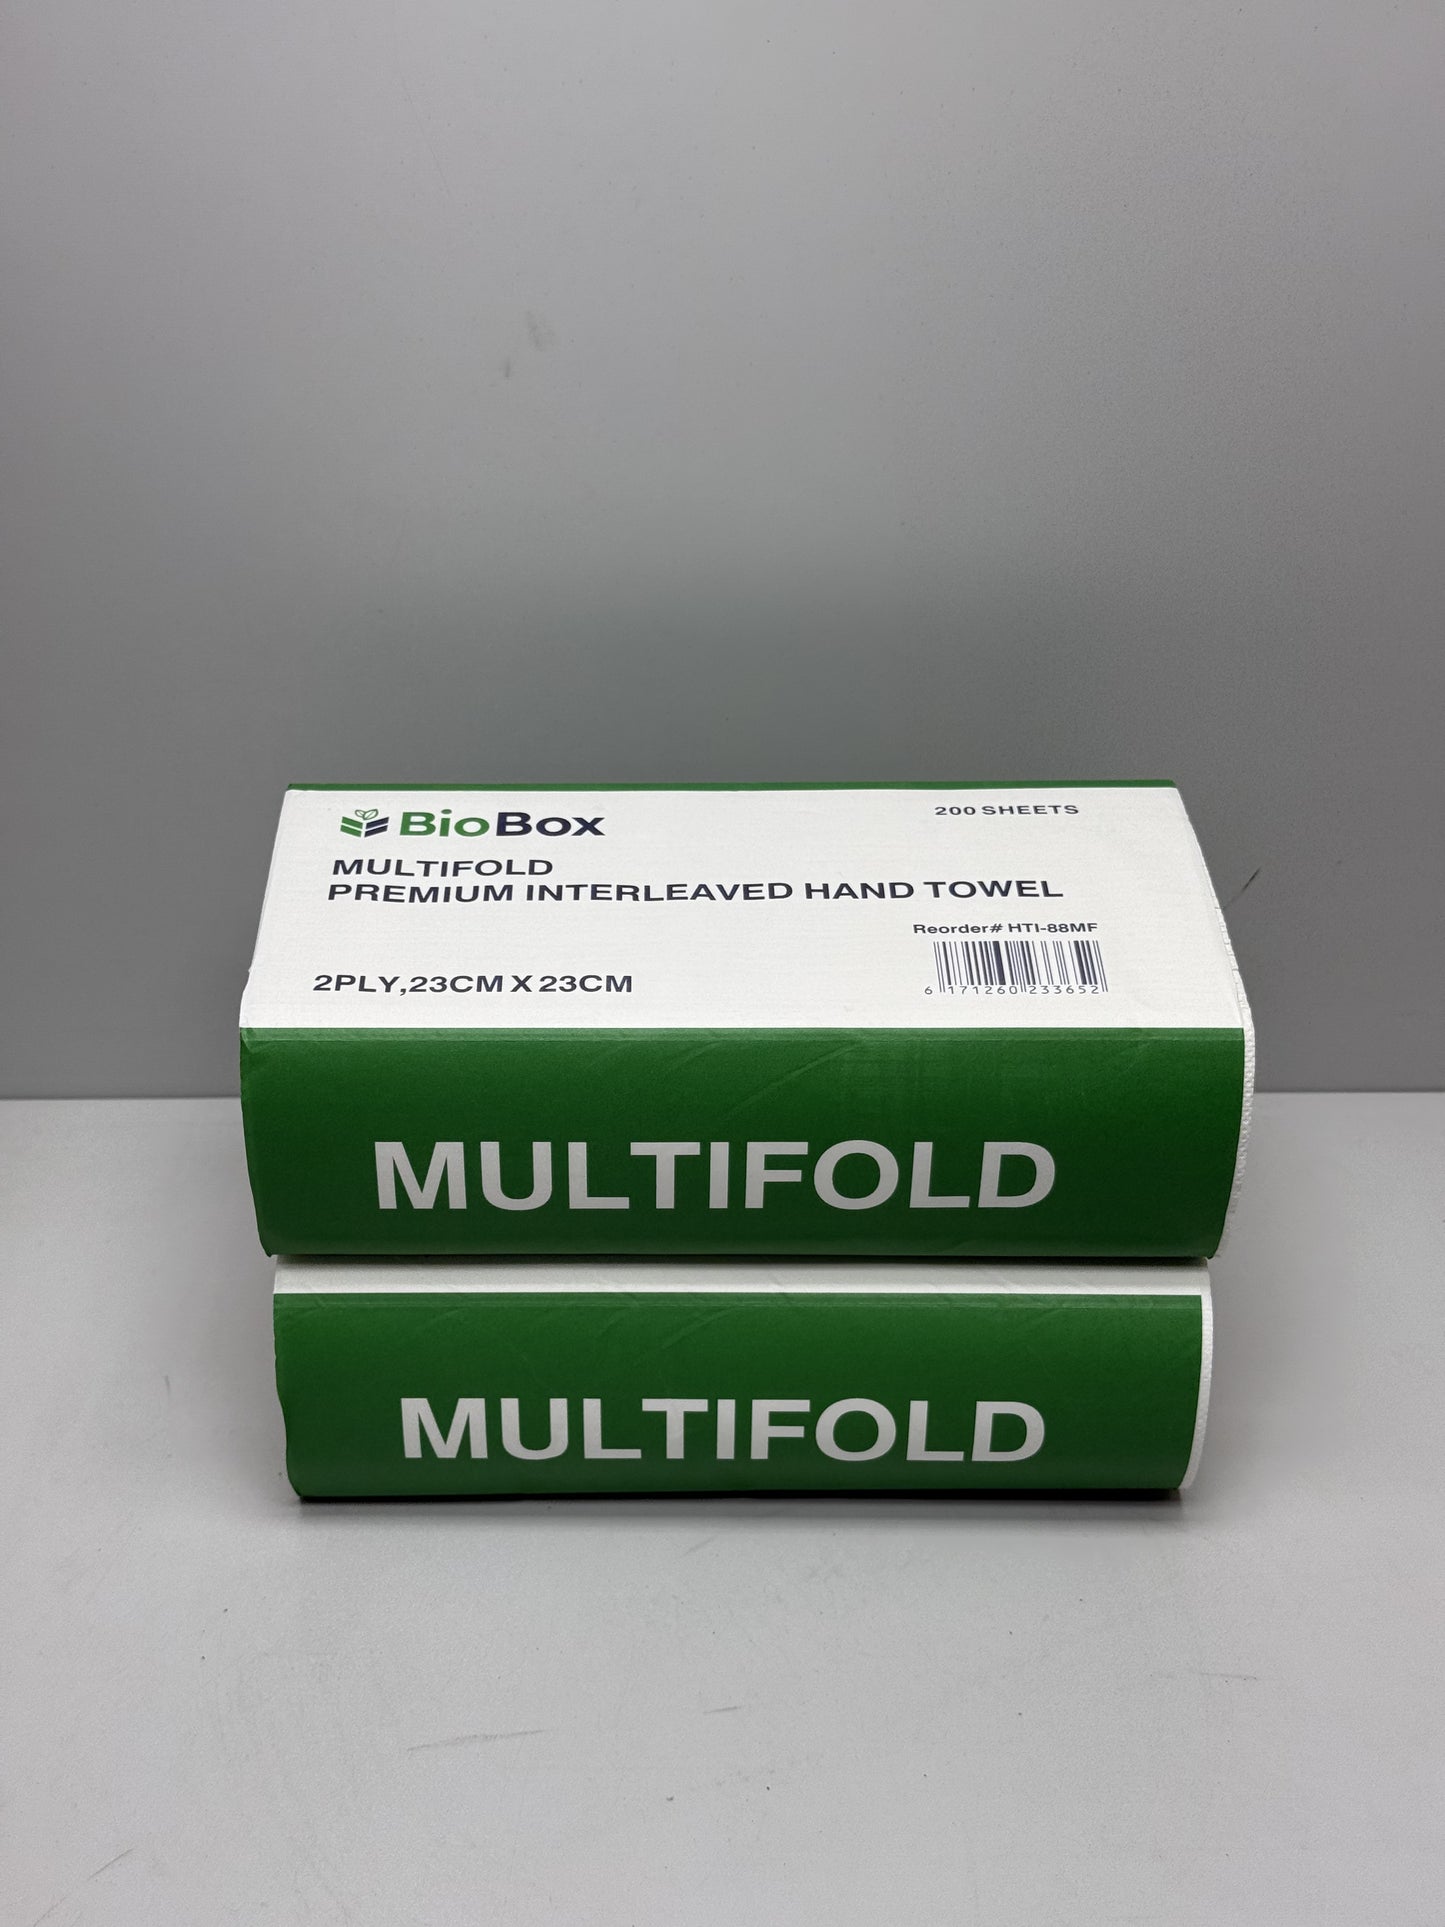 BioBox
200 SHEETS
MULTIFOLD
PREMIUM INTERLEAVED HAND TOWEL
Reorder# HTI-88MF
2PLY,23CM X 23CM
6 171260 233652
MULTIFOLD
MULTIFOLD